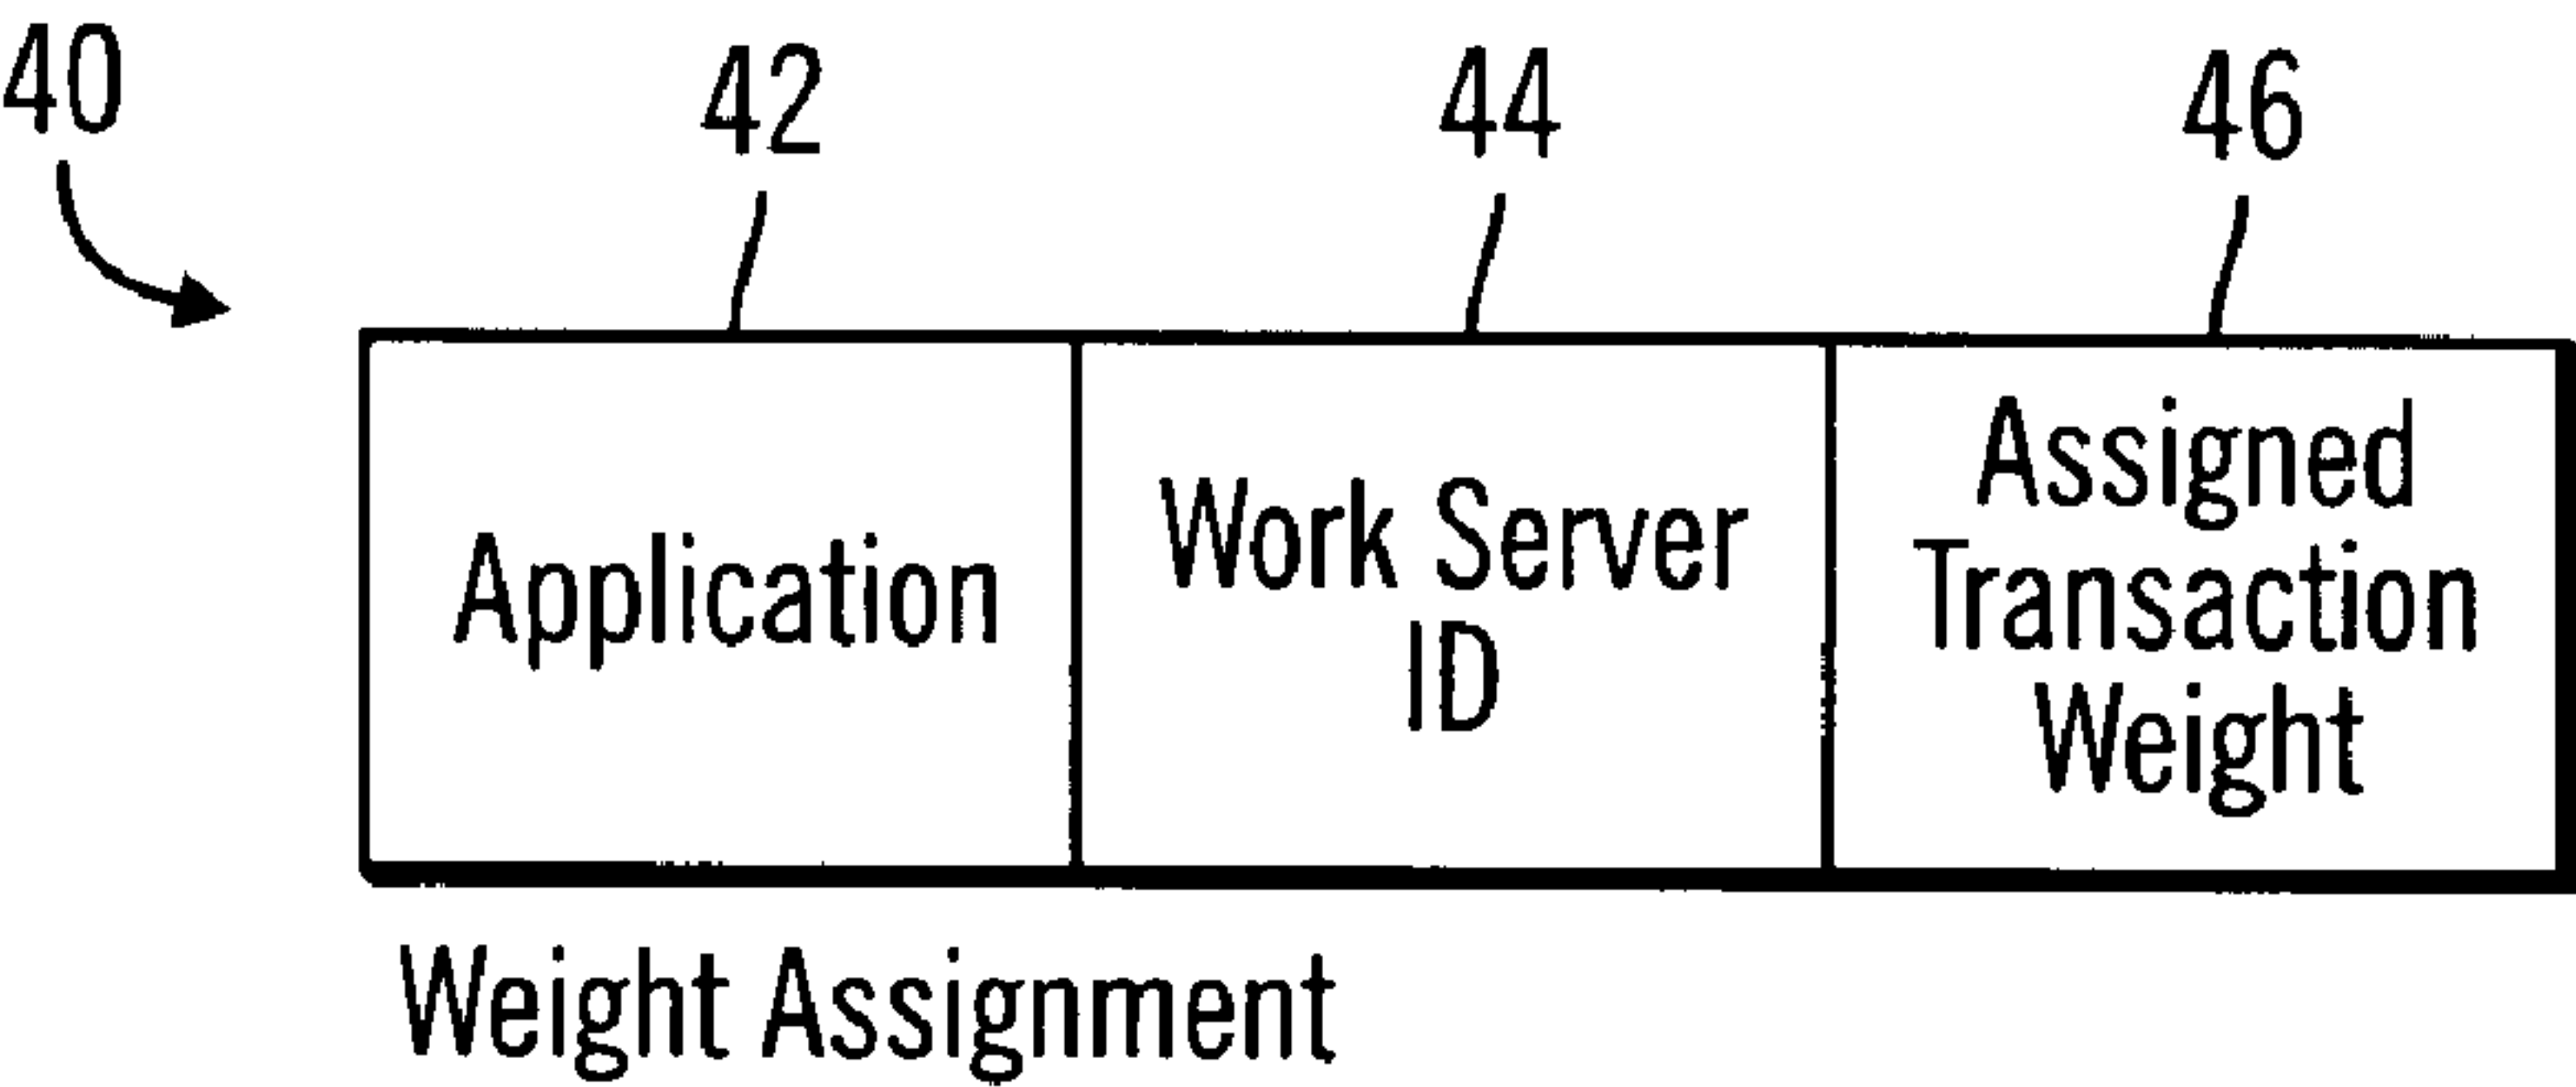 40
42
44
46
Application
Work Server
ID
Assigned
Transaction
Weight
Weight Assignment